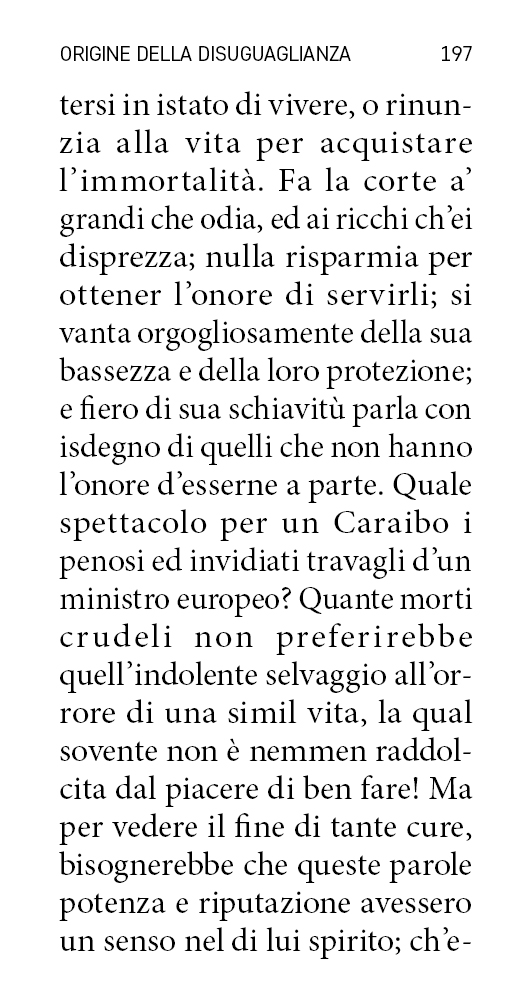 ORIGINE DELLA DISUGUAGLIANZA 197
tersi in istato di vivere, o rinun-
zia alla vita per acquistare
l'immortalità. Fa la corte a'
grandi che odia, ed ai ricchi ch'ei
disprezza; nulla risparmia per
ottener l'onore di servirli; si
vanta orgogliosamente della sua
bassezza e della loro protezione;
e fiero di sua schiavitù parla con
isdegno di quelli che non hanno
l'onore d'esserne a parte. Quale
spettacolo per un Caraibo i
penosi ed invidiati travagli d'un
ministro europeo? Quante morti
crudeli non preferirebbe
quell'indolente selvaggio all'or-
rore di una simil vita, la qual
sovente non è nemmen raddol-
cita dal piacere di ben fare! Ma
per vedere il fine di tante cure,
bisognerebbe che queste parole
potenza e riputazione avessero
un senso nel di lui spirito; ch'e-